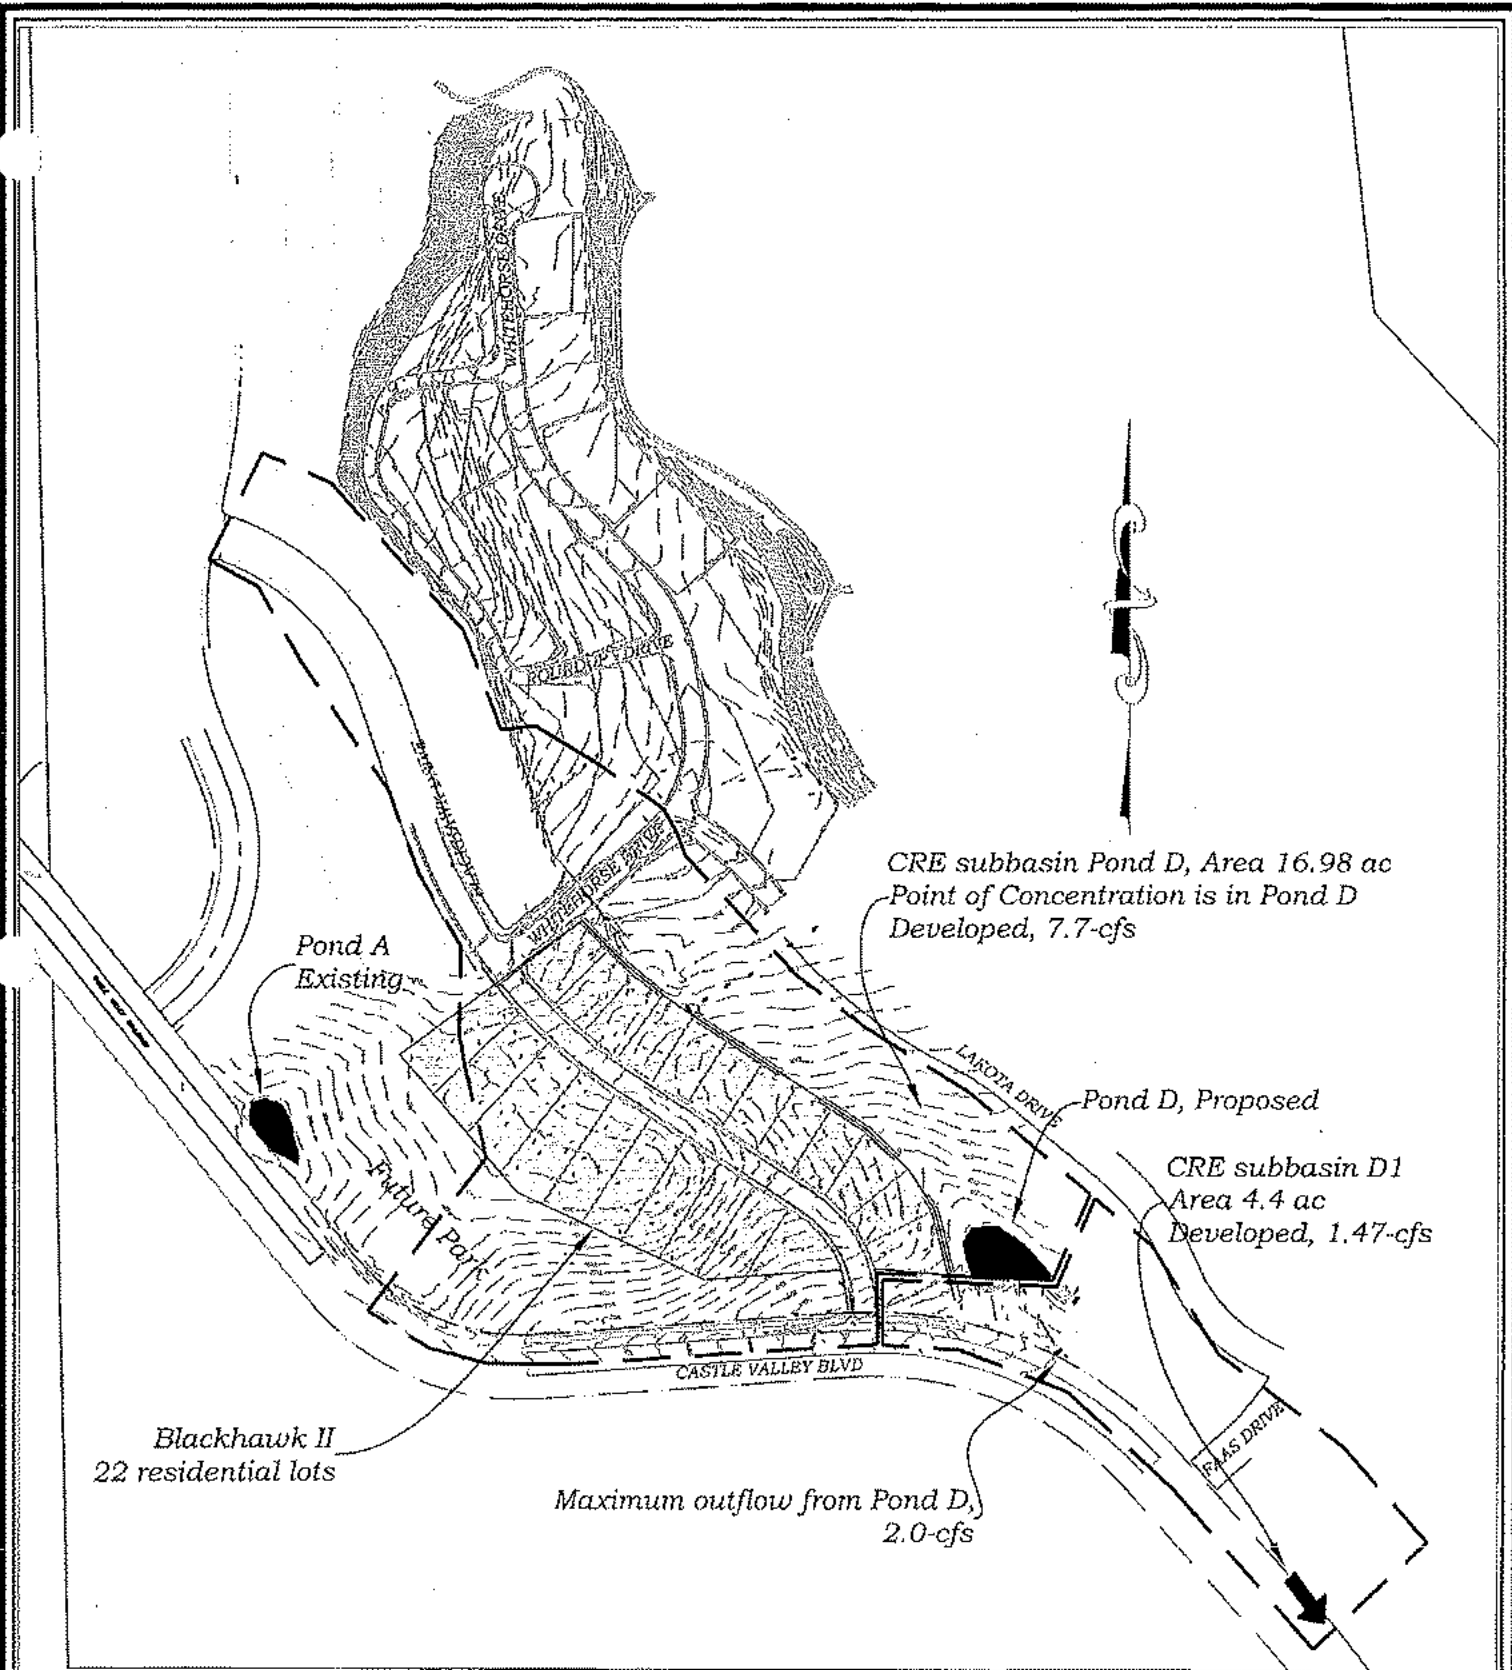 WHITEHORSE DRIVE
ROUNDUP DRIVE
BLACKHAWK DRIVE
WHITEHORSE DRIVE
CRE subbasin Pond D, Area 16.98 ac
Point of Concentration is in Pond D
Developed, 7.7-cfs
Pond A
Existing
LAKOTA DRIVE
Pond D, Proposed
CRE subbasin D1
Area 4.4 ac
Developed, 1.47-cfs
Future Park
CASTLE VALLEY BLVD
FAAS DRIVE
Blackhawk II
22 residential lots
Maximum outflow from Pond D,
2.0-cfs